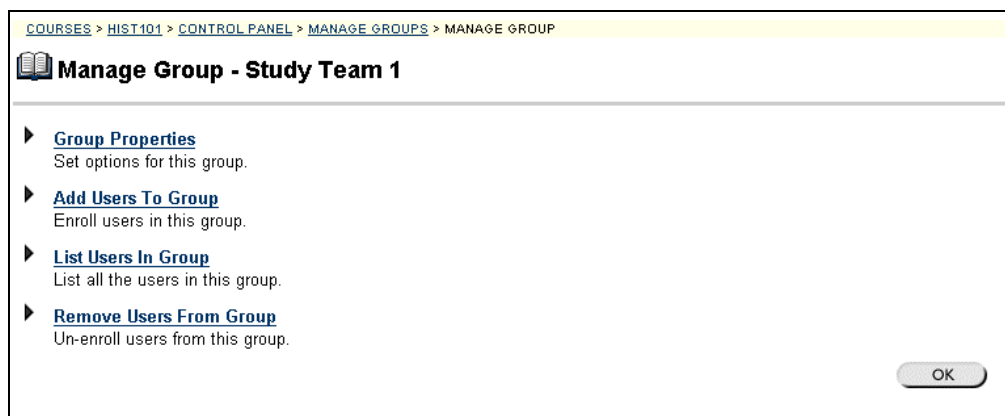 COURSES > HIST101 > CONTROL PANEL > MANAGE GROUPS > MANAGE GROUP
Manage Group - Study Team 1
Group Properties
Set options for this group.
Add Users To Group
Enroll users in this group.
List Users In Group
List all the users in this group.
Remove Users From Group
Un-enroll users from this group.
OK